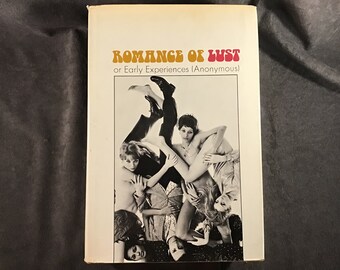 ROMANCE OF LUST
or Early Experiences (Anonymous)